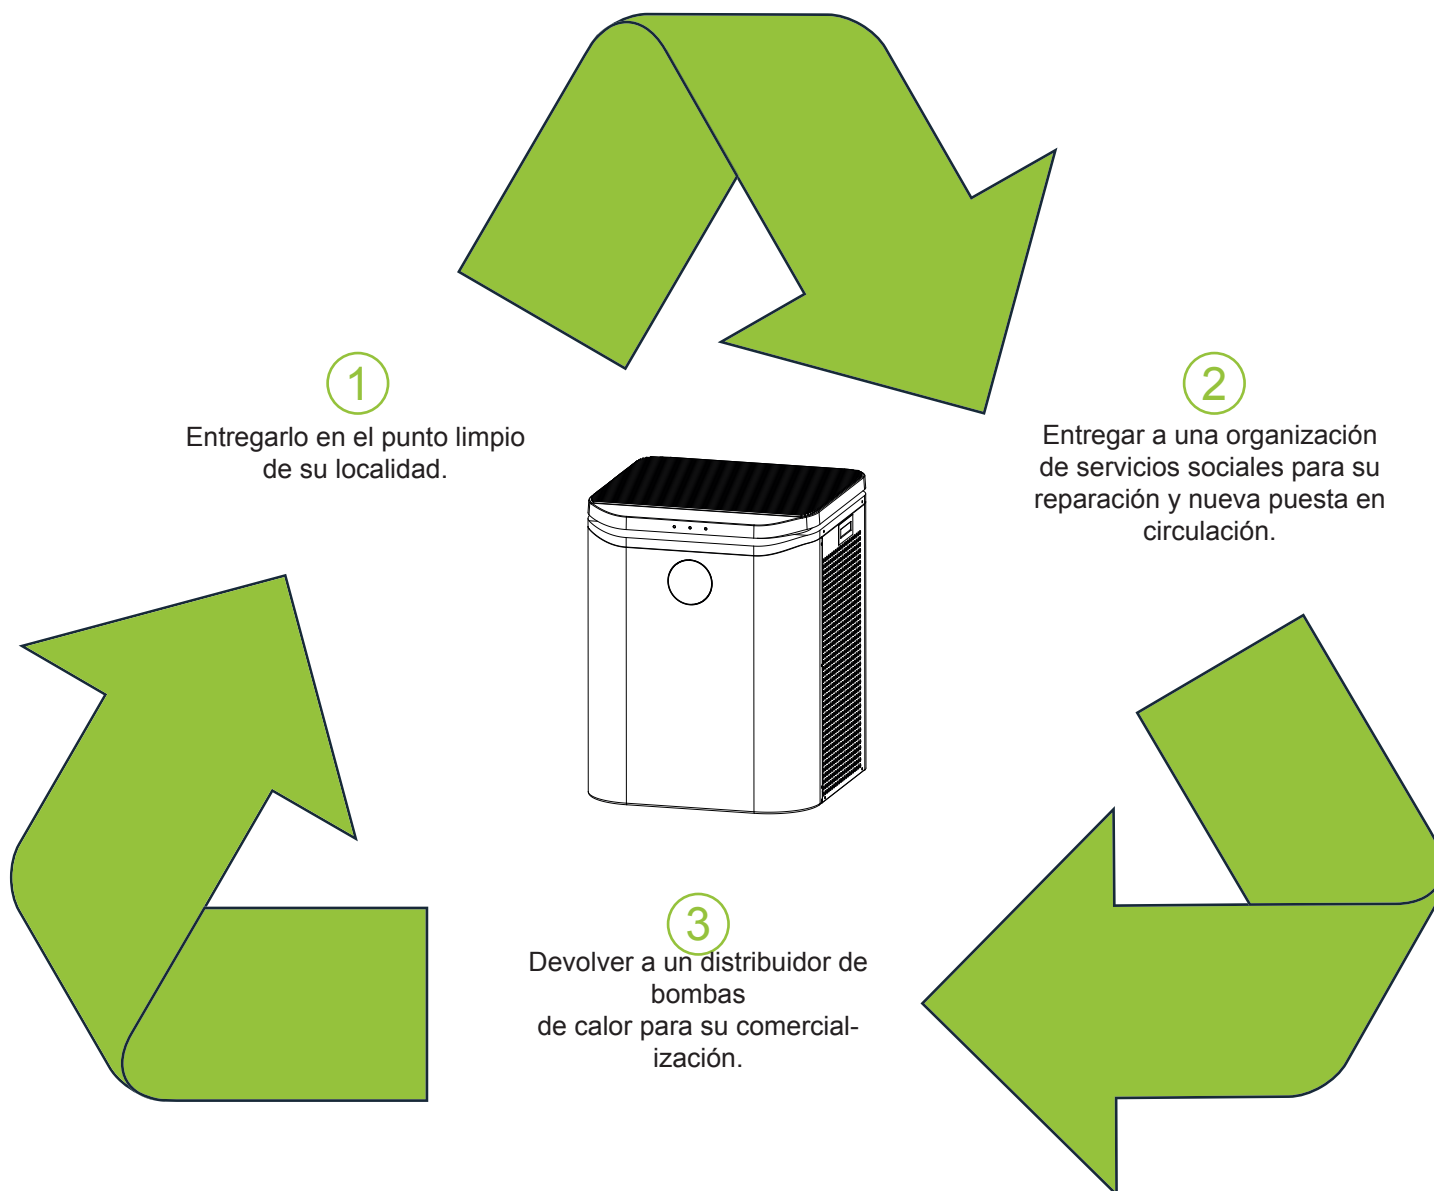 1
Entregarlo en el punto limpio
de su localidad.
2
Entregar a una organización
de servicios sociales para su
reparación y nueva puesta en
circulación.
3
Devolver a un distribuidor de
bombas
de calor para su comercial-
ización.